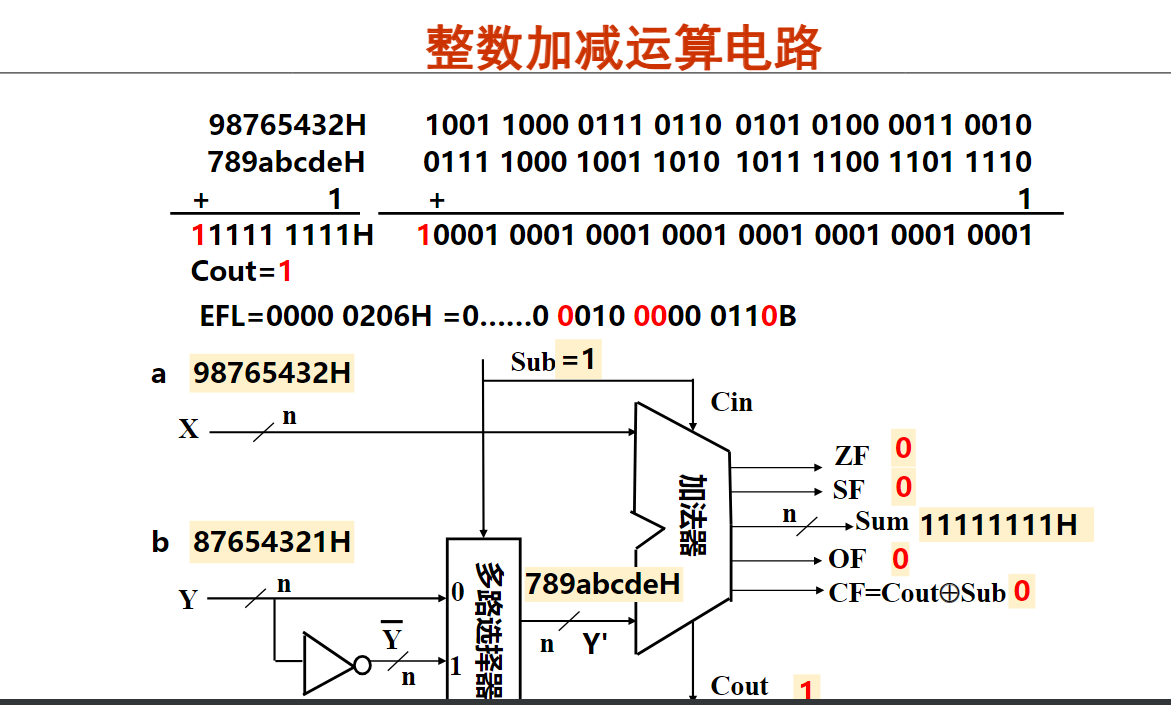 整数加减运算电路
98765432H 1001 1000 0111 0110 0101 0100 0011 0010
789abcdeH 0111 1000 1001 1010 1011 1100 1101 1110
+ 1 + 1
11111 1111H 10001 0001 0001 0001 0001 0001 0001 0001
Cout=1
EFL=0000 0206H =0……0 0010 0000 0110B
Sub =1
a 98765432H
Cin
X n
ZF 0
SF 0
加法器
n Sum 11111111H
b 87654321H
OF 0
多路选择器
789abcdeH
Y n 0
CF=Cout⊕Sub 0
n Y'
Y̅ n 1
Cout 1